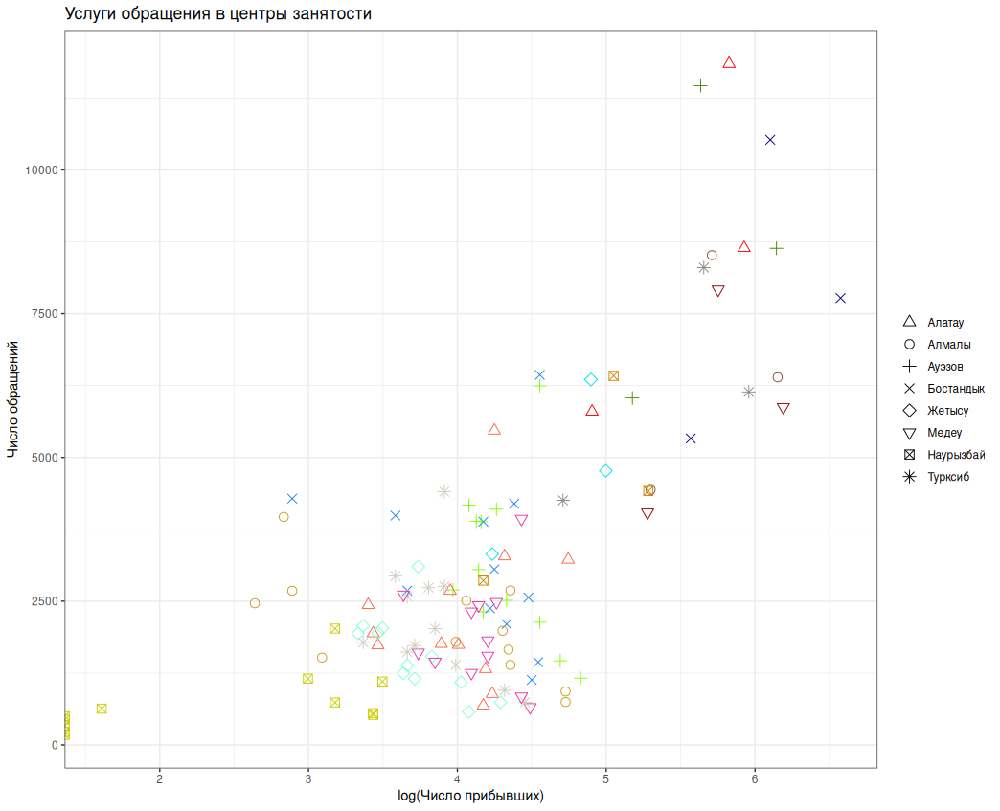 Услуги обращения в центры занятости
Число обращений
10000
7500
5000
2500
0
2
3
4
5
6
log(Число прибывших)
Алатау
Алмалы
Ауэзов
Бостандык
Жетысу
Медеу
Наурызбай
Турксиб